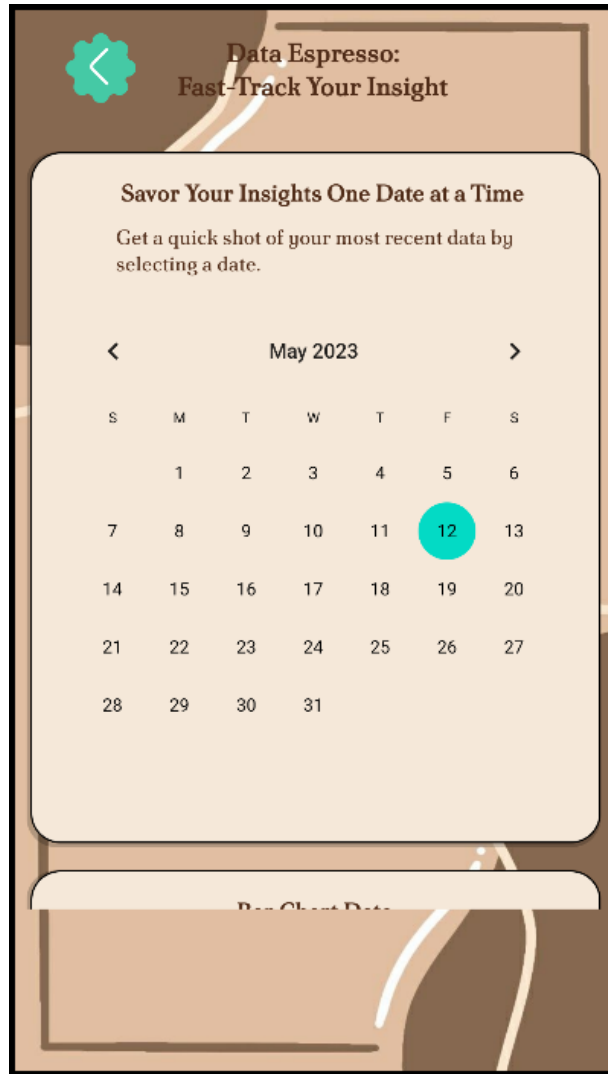 Data Espresso:
Fast-Track Your Insight
Savor Your Insights One Date at a Time
Get a quick shot of your most recent data by
selecting a date.
May 2023
S M T W T F S
1 2 3 4 5 6
7 8 9 10 11 12 13
14 15 16 17 18 19 20
21 22 23 24 25 26 27
28 29 30 31
Bar Chart Data